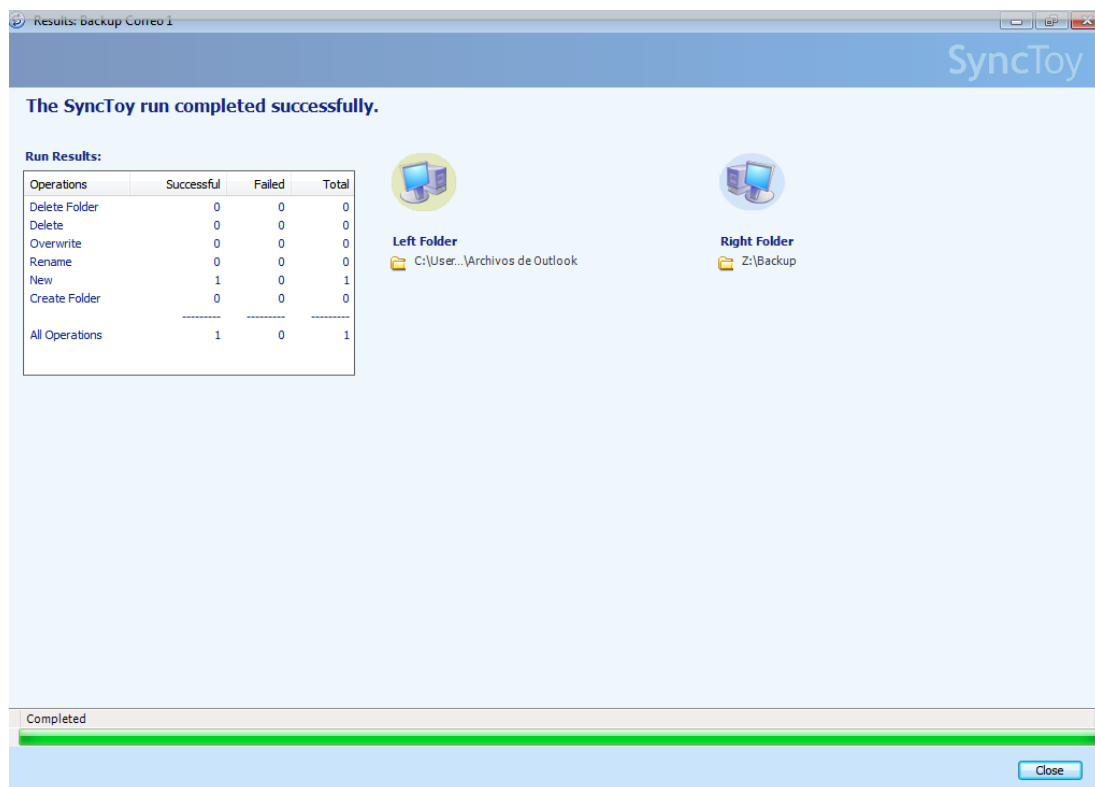 Results: Backup Correo 1
SyncToy
The SyncToy run completed successfully.
Run Results:
Operations Successful Failed Total
Delete Folder 0 0 0
Delete 0 0 0
Overwrite 0 0 0
Rename 0 0 0
New 1 0 1
Create Folder 0 0 0
--------- --------- ---------
All Operations 1 0 1
Left Folder
C:\User...\Archivos de Outlook
Right Folder
Z:\Backup
Completed
Close